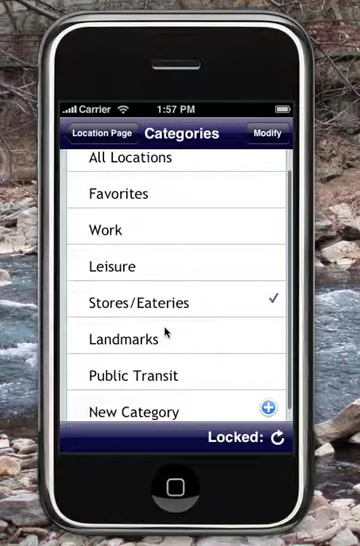 Carrier 1:57 PM
Location Page Categories Modify
All Locations
Favorites
Work
Leisure
Stores/Eateries
Landmarks
Public Transit
New Category
Locked: